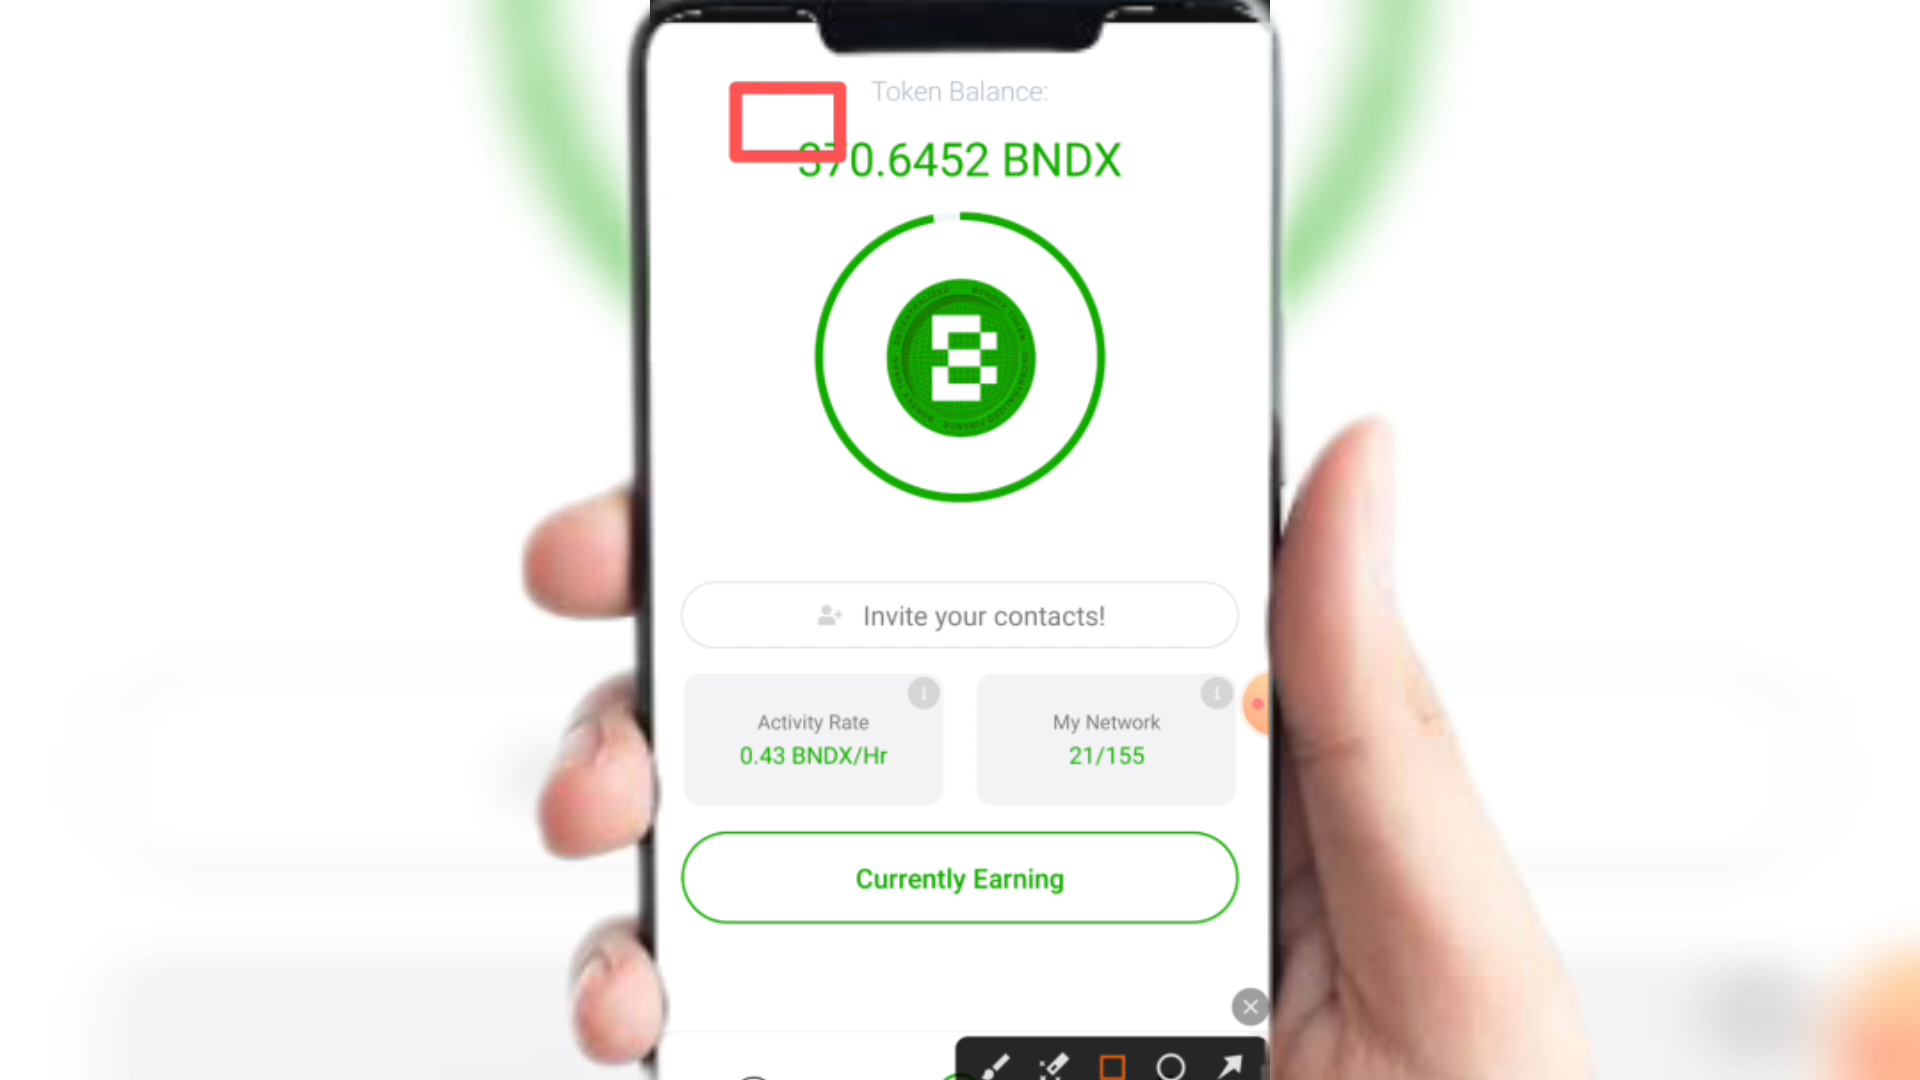 Token Balance:
370.6452 BNDX
Invite your contacts!
Activity Rate
0.43 BNDX/Hr
My Network
21/155
Currently Earning